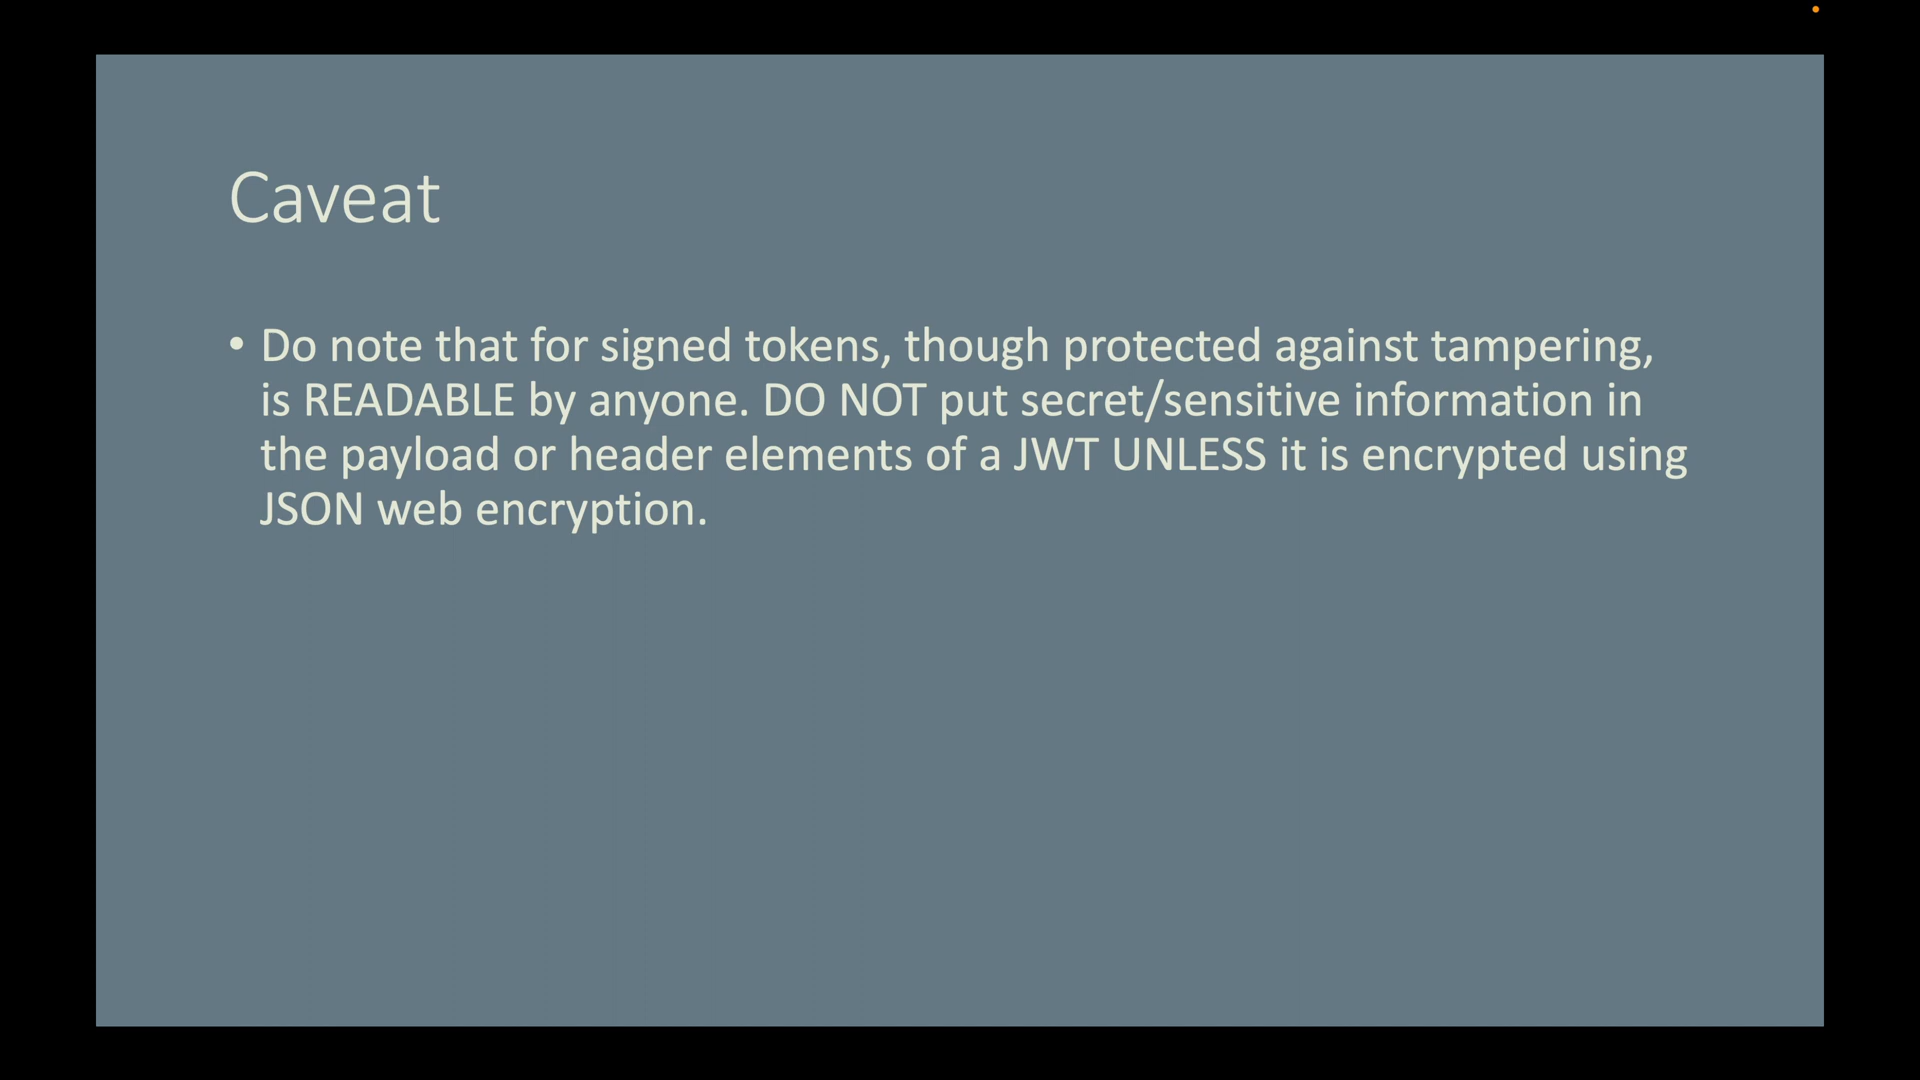 Caveat
• Do note that for signed tokens, though protected against tampering,
is READABLE by anyone. DO NOT put secret/sensitive information in
the payload or header elements of a JWT UNLESS it is encrypted using
JSON web encryption.